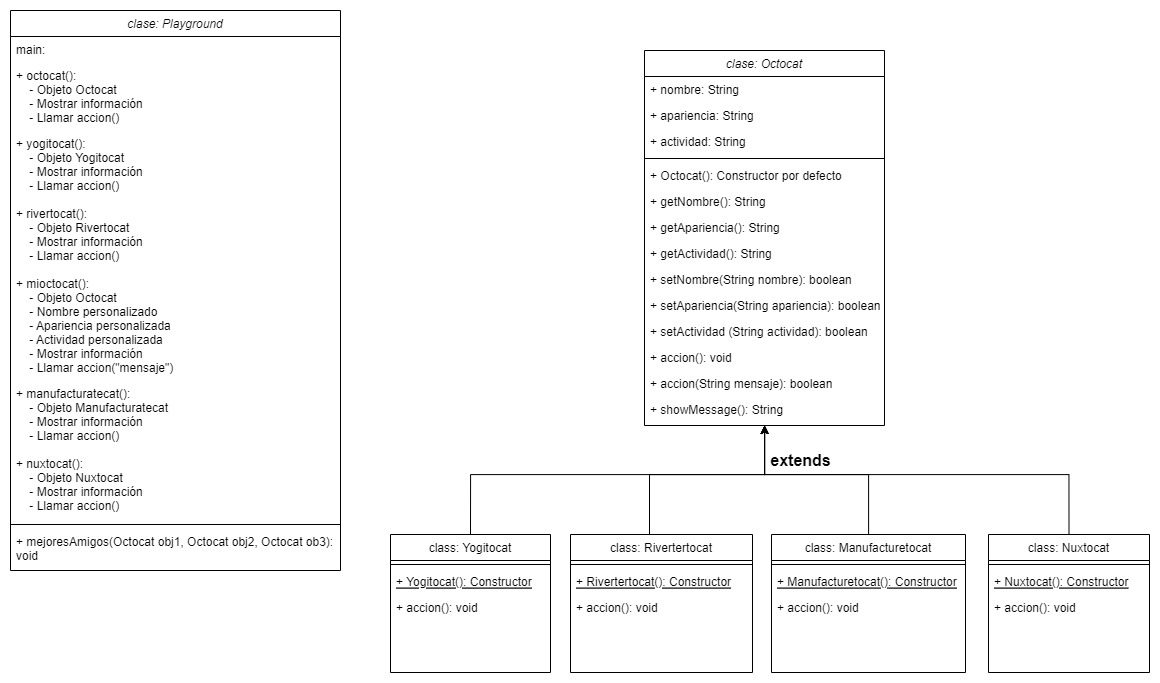 clase: Playground
main:
+ octocat():
- Objeto Octocat
- Mostrar información
- Llamar accion()
+ yogitocat():
- Objeto Yogitocat
- Mostrar información
- Llamar accion()
+ rivertocat():
- Objeto Rivertocat
- Mostrar información
- Llamar accion()
+ mioctocat():
- Objeto Octocat
- Nombre personalizado
- Apariencia personalizada
- Actividad personalizada
- Mostrar información
- Llamar accion("mensaje")
+ manufacturatecat():
- Objeto Manufacturatecat
- Mostrar información
- Llamar accion()
+ nuxtocat():
- Objeto Nuxtocat
- Mostrar información
- Llamar accion()
+ mejoresAmigos(Octocat obj1, Octocat obj2, Octocat ob3):
void
clase: Octocat
+ nombre: String
+ apariencia: String
+ actividad: String
+ Octocat(): Constructor por defecto
+ getNombre(): String
+ getApariencia(): String
+ getActividad(): String
+ setNombre(String nombre): boolean
+ setApariencia(String apariencia): boolean
+ setActividad (String actividad): boolean
+ accion(): void
+ accion(String mensaje): boolean
+ showMessage(): String
extends
class: Yogitocat
+ Yogitocat(): Constructor
+ accion(): void
class: Rivertertocat
+ Rivertertocat(): Constructor
+ accion(): void
class: Manufacturetocat
+ Manufacturetocat(): Constructor
+ accion(): void
class: Nuxtocat
+ Nuxtocat(): Constructor
+ accion(): void